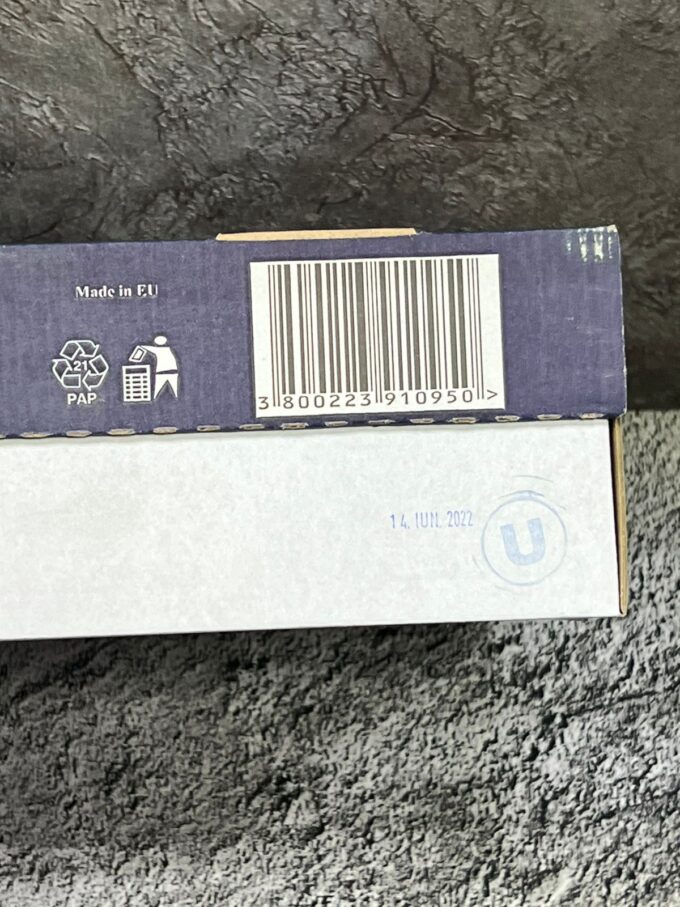 Made in EU
21
PAP
3 800223 910950 >
14. IUN. 2022
U